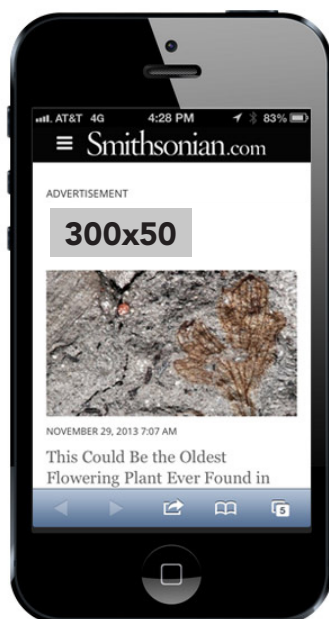 AT&T 4G 4:28 PM 83%
Smithsonian.com
ADVERTISEMENT
300x50
NOVEMBER 29, 2013 7:07 AM
This Could Be the Oldest
Flowering Plant Ever Found in
5